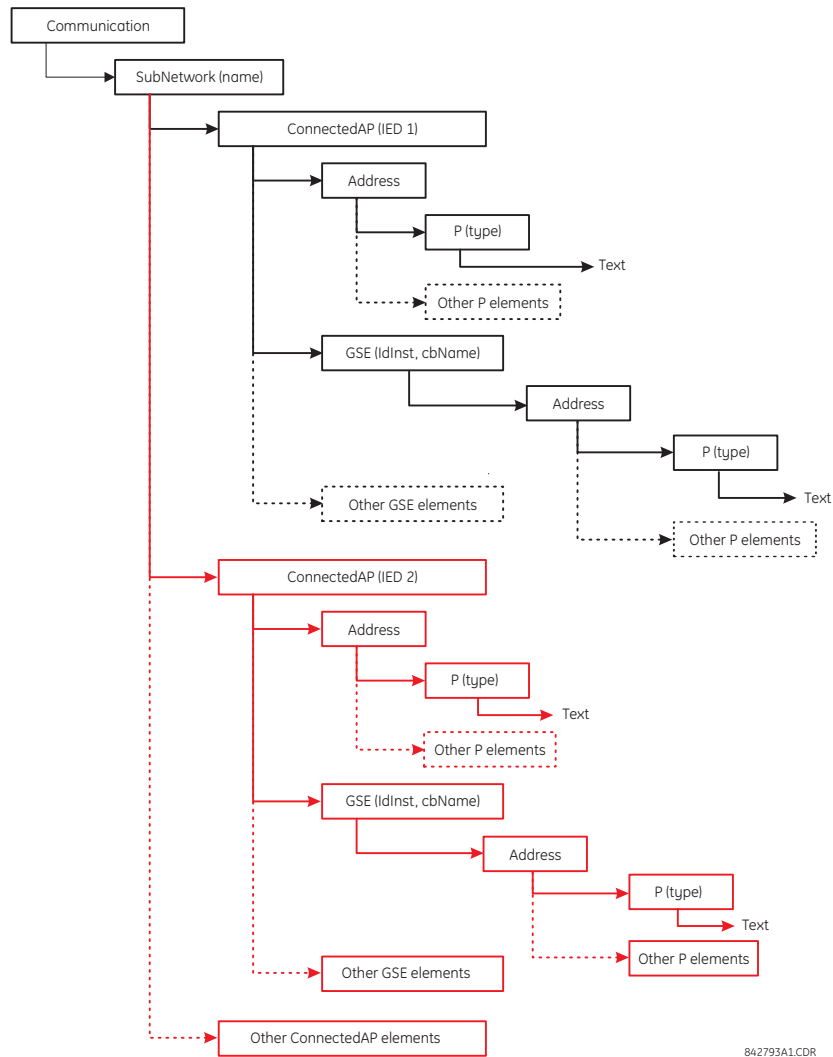 Communication
SubNetwork (name)
ConnectedAP (IED 1)
Address
P (type)
Text
Other P elements
GSE (IdInst, cbName)
Address
P (type)
Text
Other GSE elements
Other P elements
ConnectedAP (IED 2)
Address
P (type)
Text
Other P elements
GSE (IdInst, cbName)
Address
P (type)
Text
Other P elements
Other GSE elements
Other ConnectedAP elements
842793A1.CDR